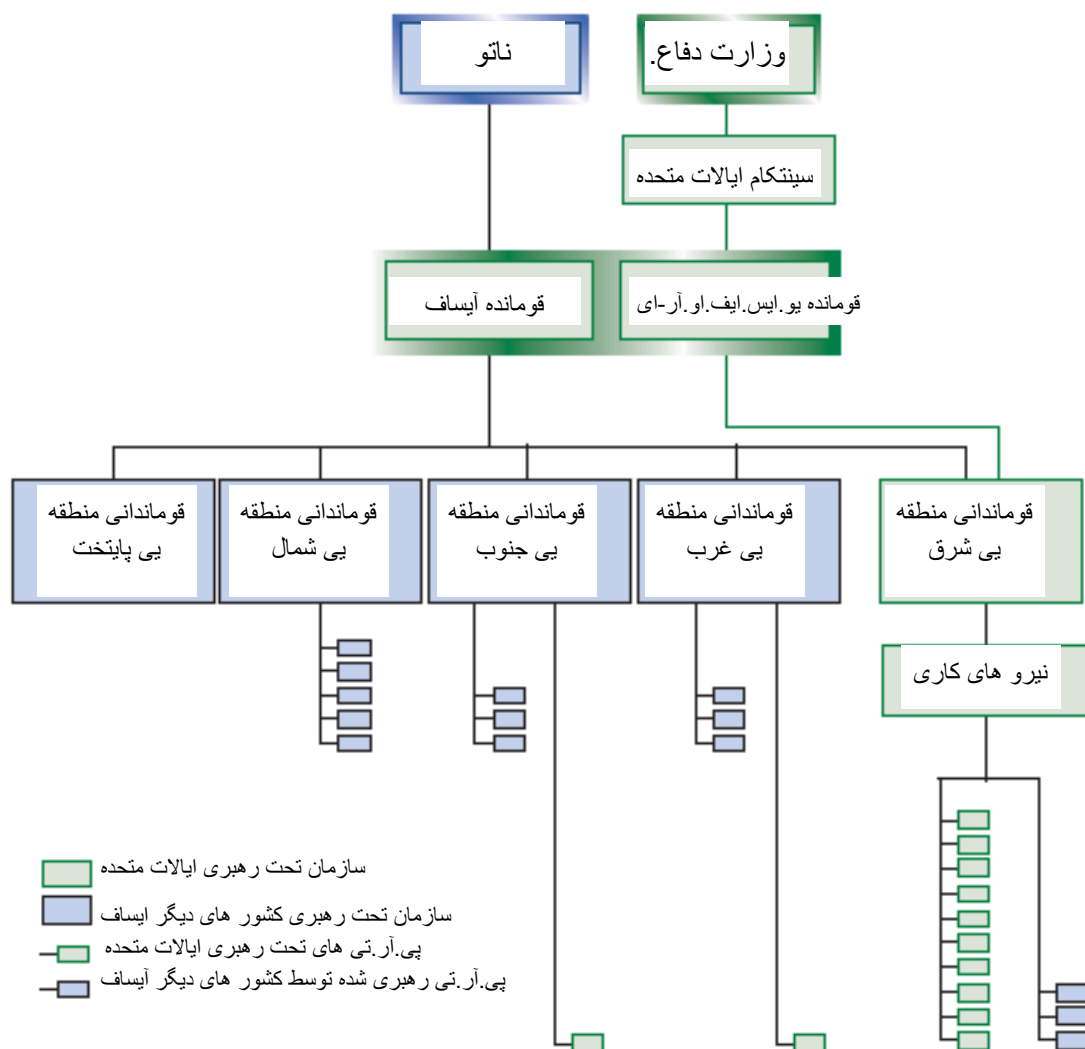 ناتو
وزارت دفاع.
سینتکام ایالات متحده
قومانده آیساف
قومانده یو.ایس.ایف.او.آر-ای
قوماندانی منطقه
یی پایتخت
قوماندانی منطقه
یی شمال
قوماندانی منطقه
یی جنوب
قوماندانی منطقه
یی غرب
قوماندانی منطقه
یی شرق
نیرو های کاری
سازمان تحت رهبری ایالات متحده
سازمان تحت رهبری کشور های دیگر ایساف
پی.آر.تی های تحت رهبری ایالات متحده
پی.آر.تی رهبری شده توسط کشور های دیگر آیساف